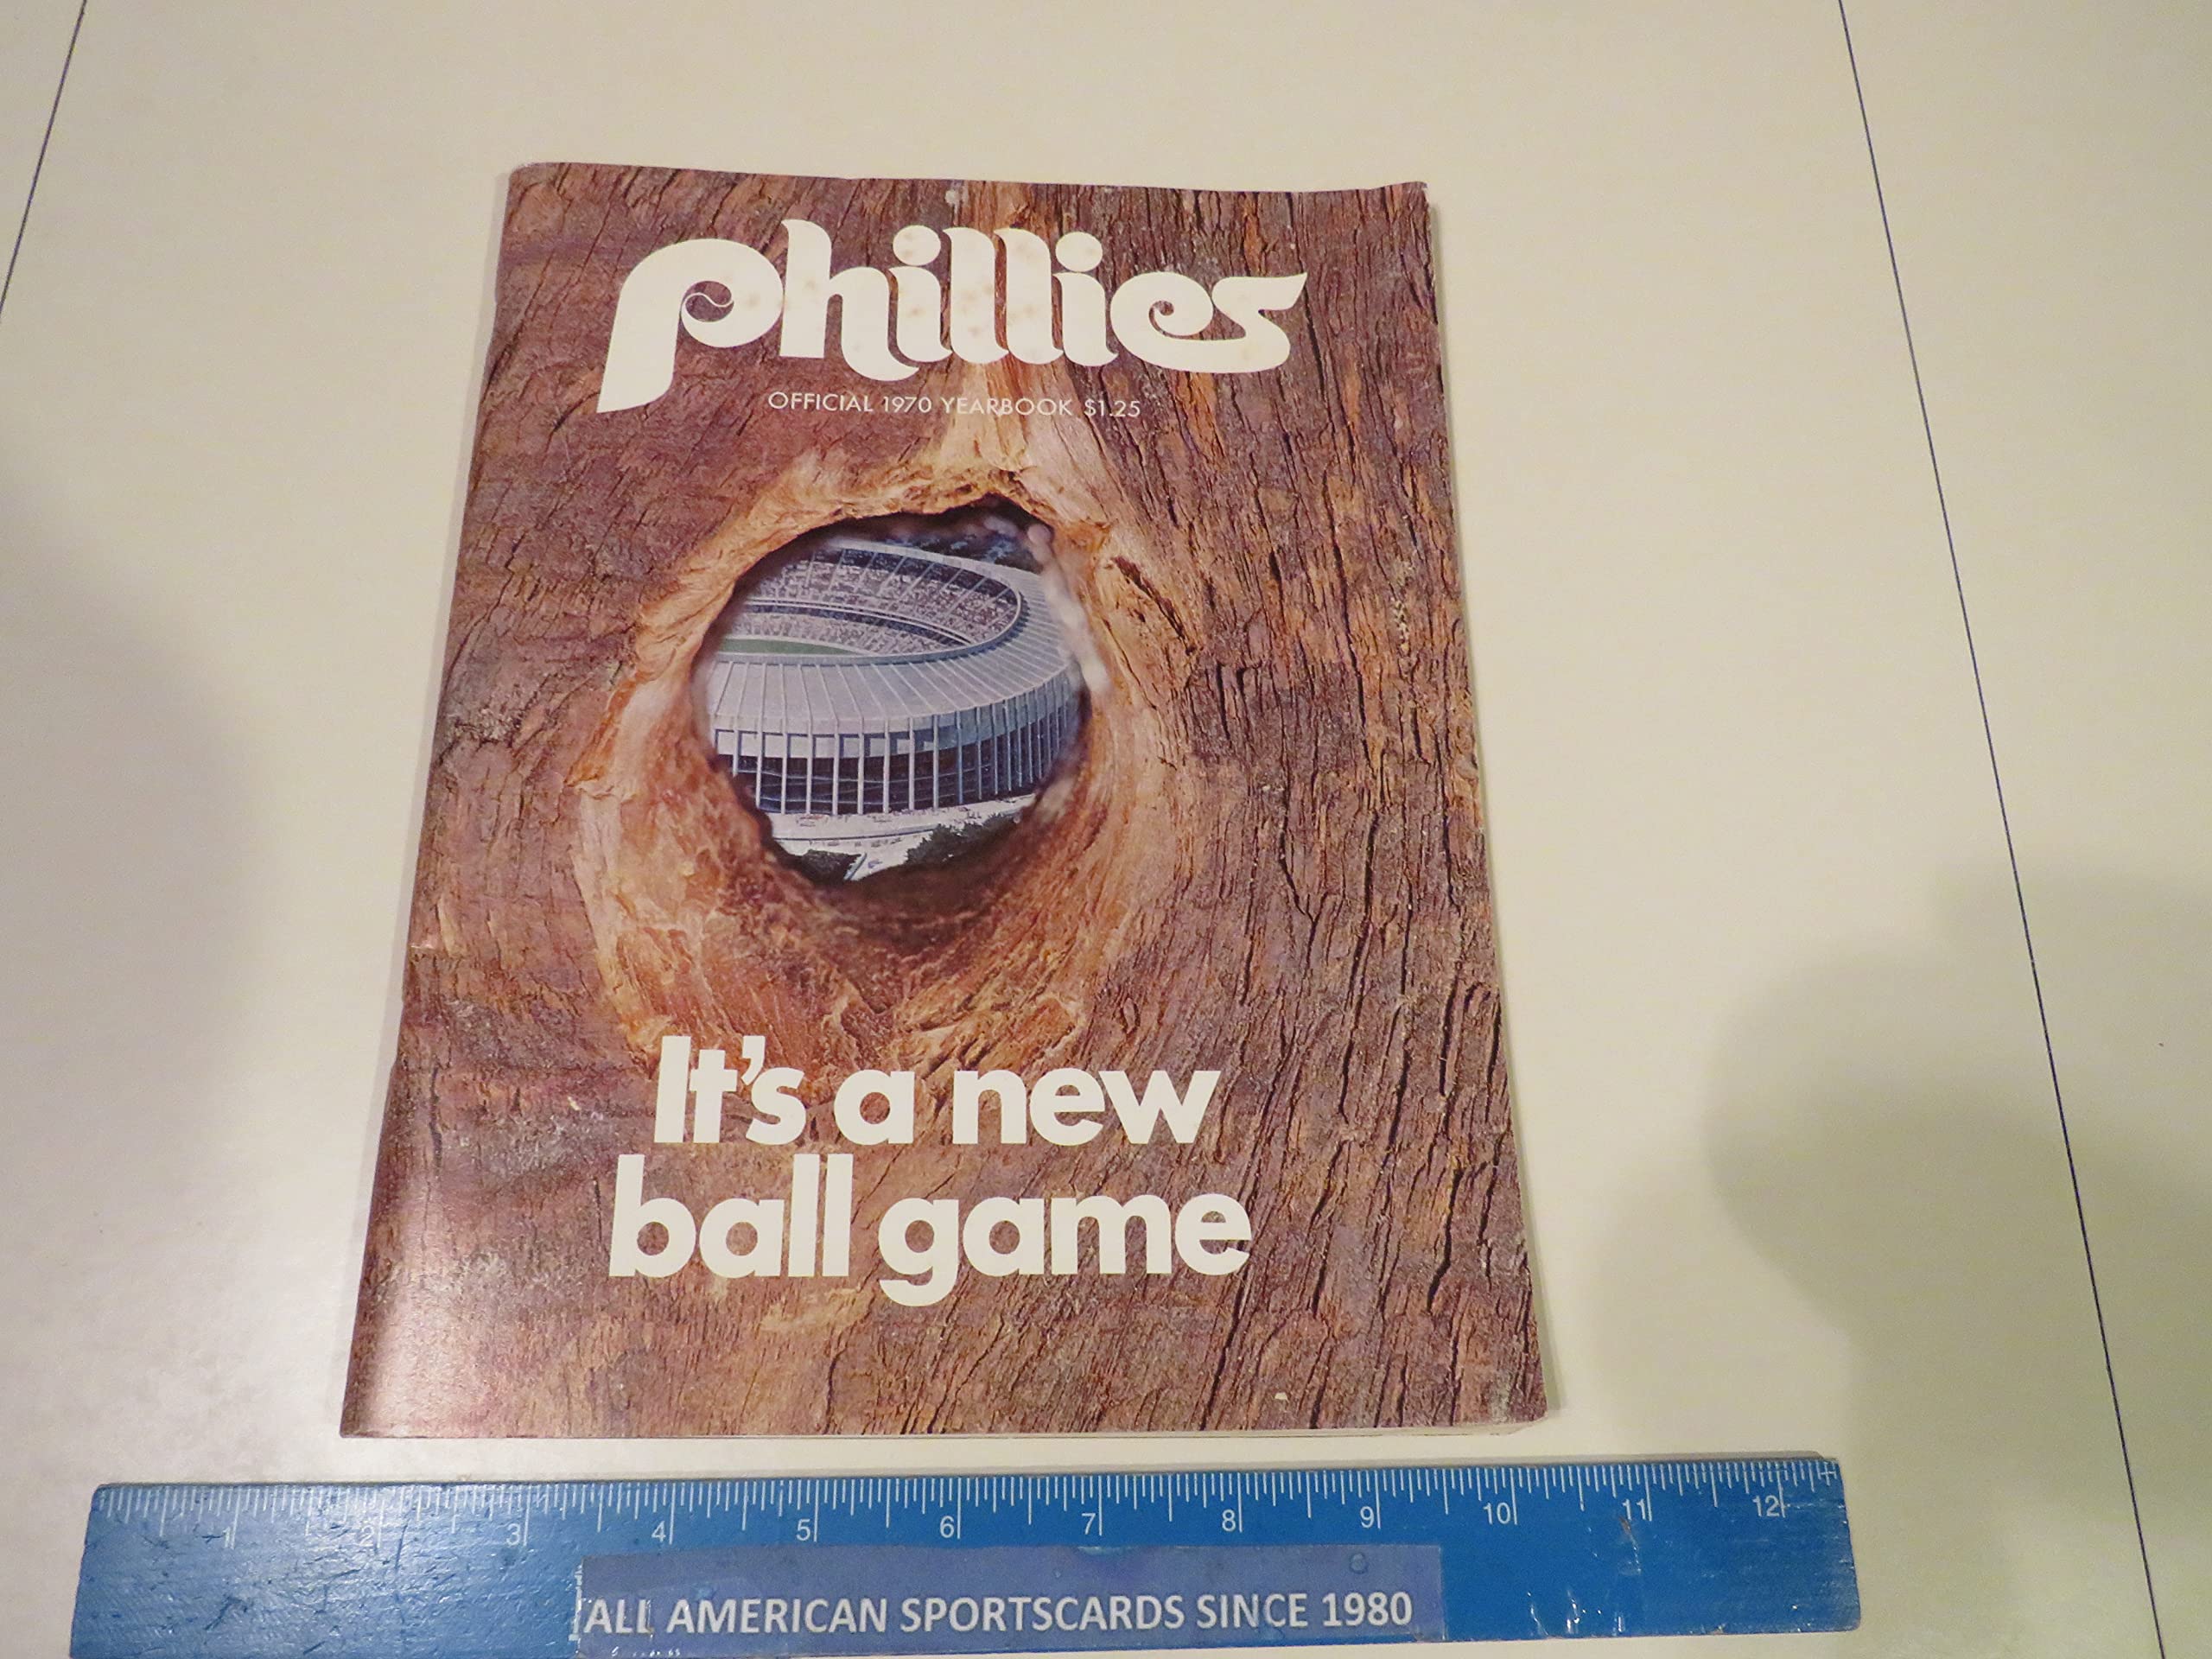 Phillies
OFFICIAL 1970 YEARBOOK $1.25
It's a new
ball game
1 2 3 4 5 6 7 8 9 10 11 12
ALL AMERICAN SPORTSCARDS SINCE 1980